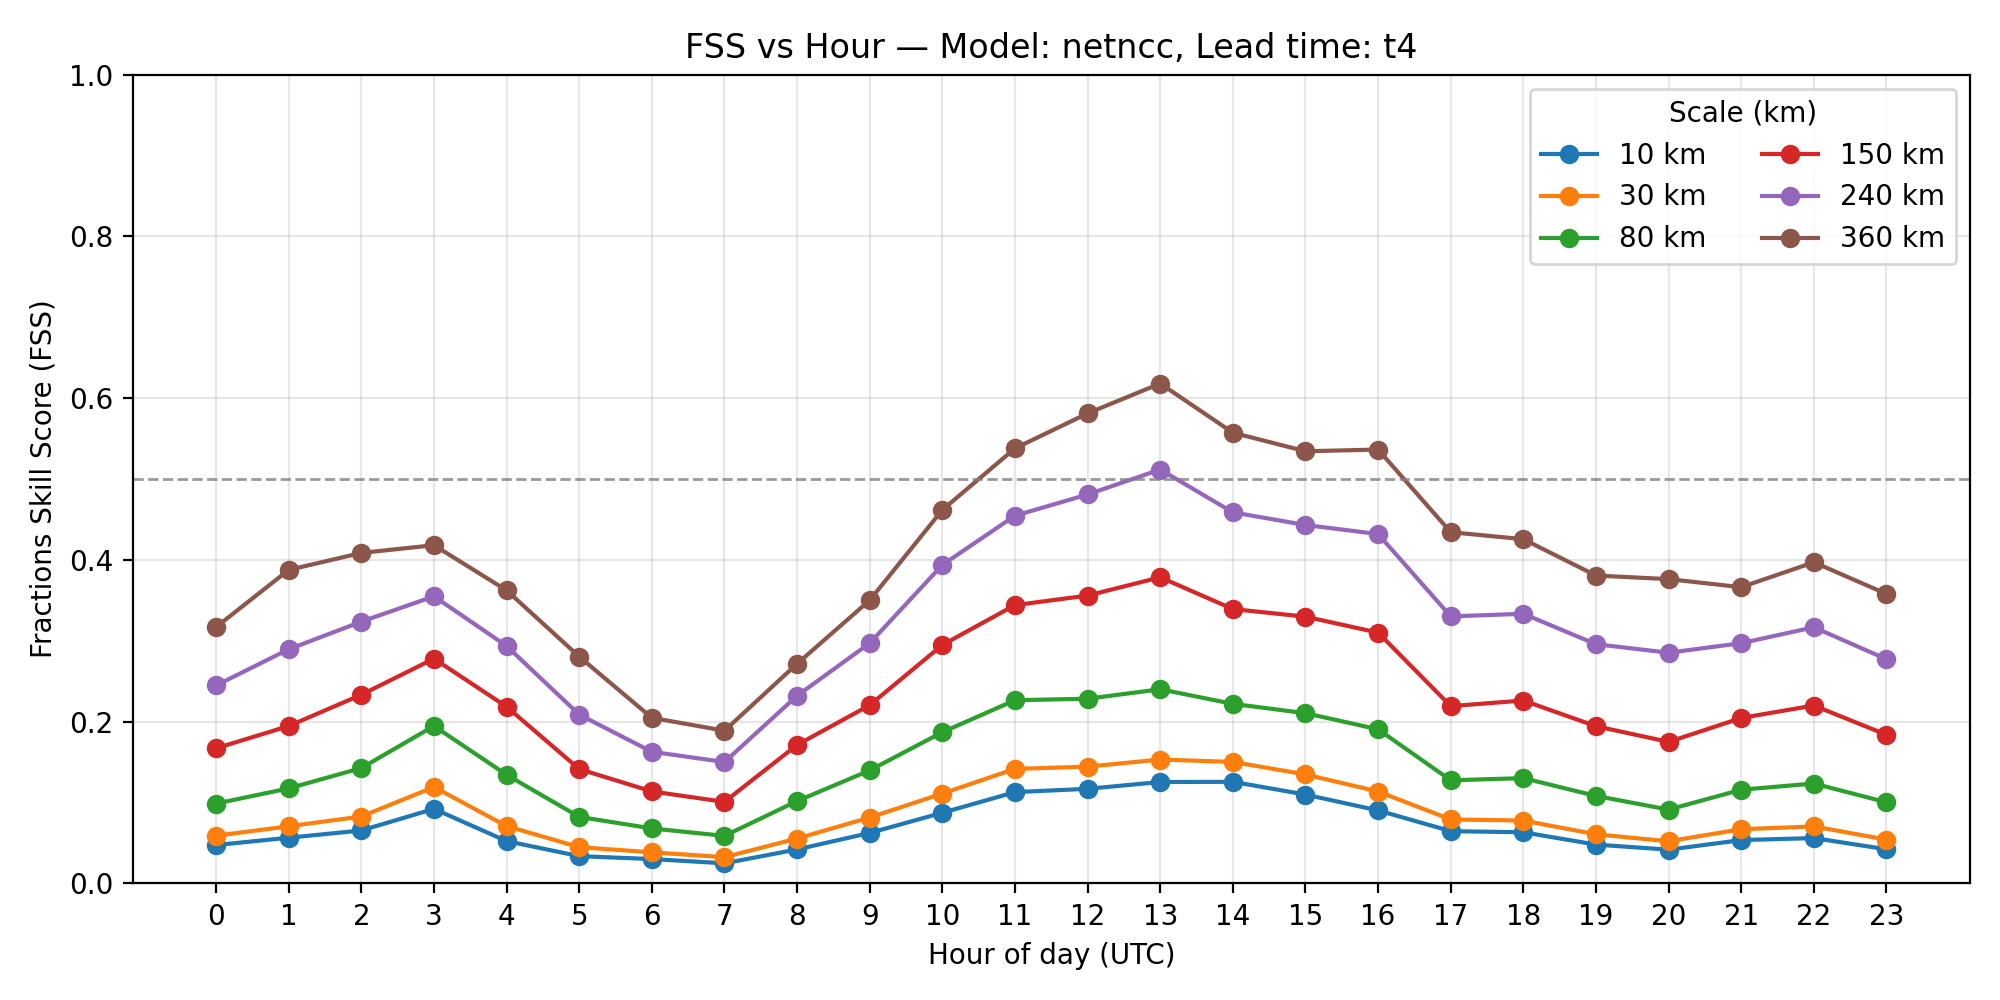 FSS vs Hour — Model: netncc, Lead time: t4
1.0
0.8
0.6
0.4
0.2
0.0
Fractions Skill Score (FSS)
Scale (km)
10 km 150 km
30 km 240 km
80 km 360 km
0 1 2 3 4 5 6 7 8 9 10 11 12 13 14 15 16 17 18 19 20 21 22 23
Hour of day (UTC)